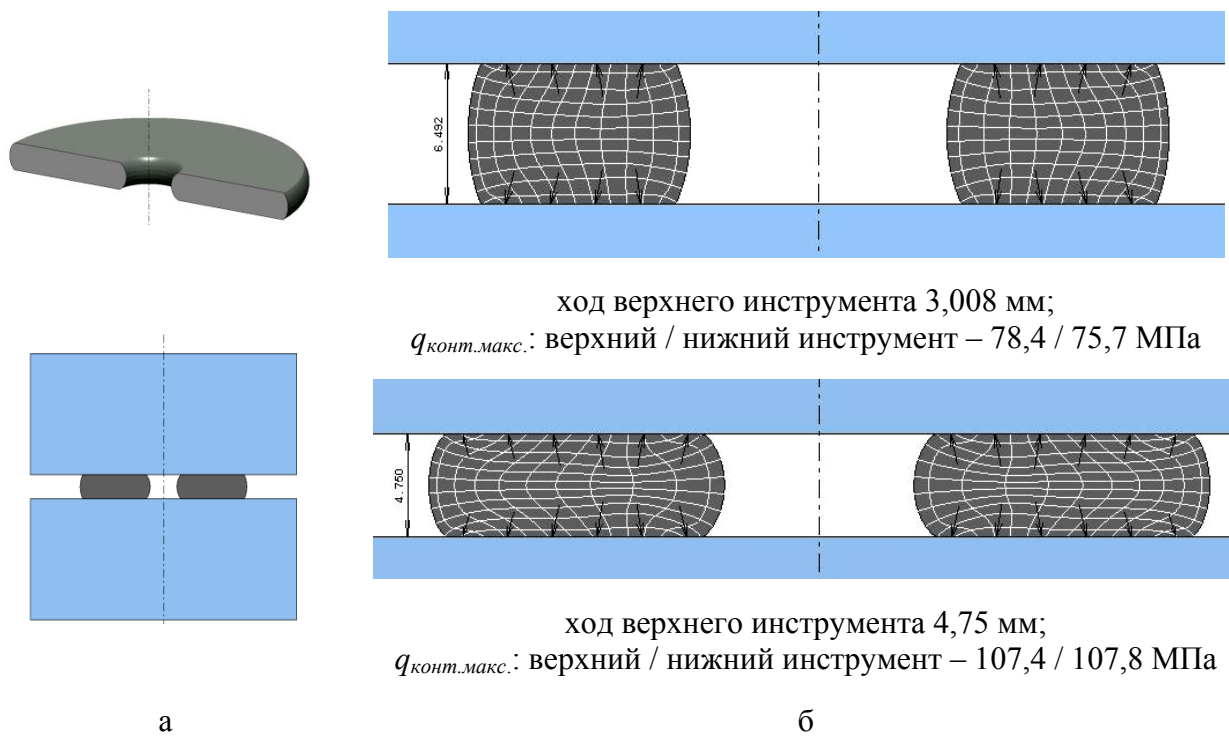 6.492
ход верхнего инструмента 3,008 мм;
qконт.макс.: верхний / нижний инструмент – 78,4 / 75,7 МПа
4.750
ход верхнего инструмента 4,75 мм;
qконт.макс.: верхний / нижний инструмент – 107,4 / 107,8 МПа
а
б